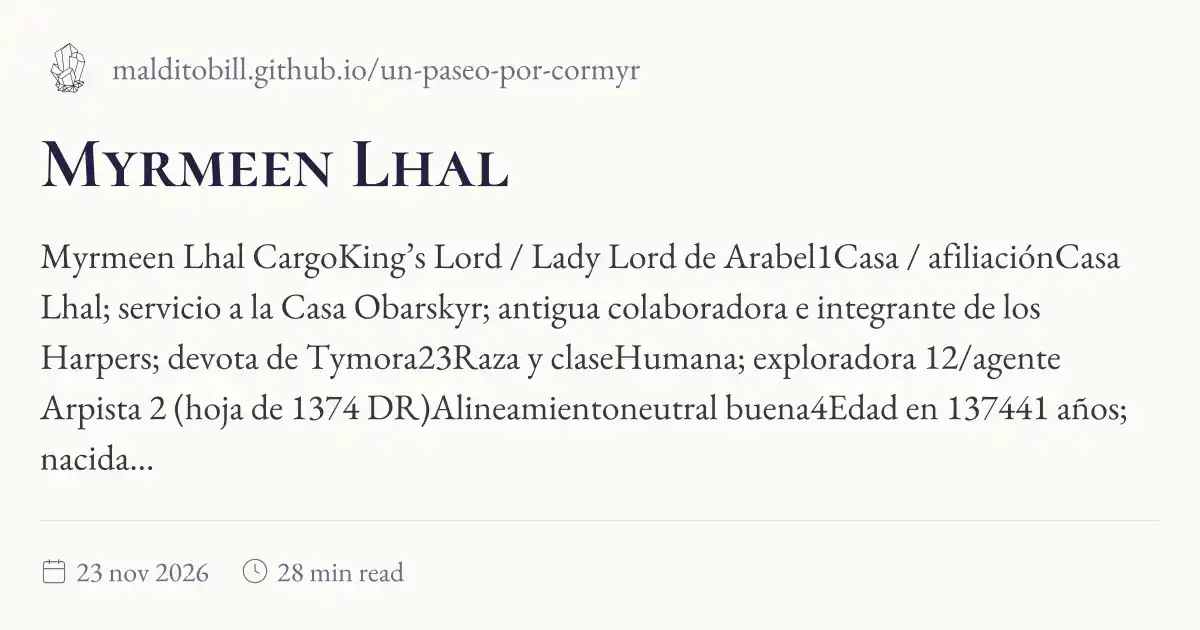 malditobill.github.io/un-paseo-por-cormyr
Myrmeen Lhal
Myrmeen Lhal CargoKing’s Lord / Lady Lord de Arabel1Casa / afiliaciónCasa
Lhal; servicio a la Casa Obarskyr; antigua colaboradora e integrante de los
Harpers; devota de Tymora23Raza y claseHumana; exploradora 12/agente
Arpista 2 (hoja de 1374 DR)Alineamientoneutral buena4Edad en 137441 años;
nacida...
23 nov 2026
28 min read